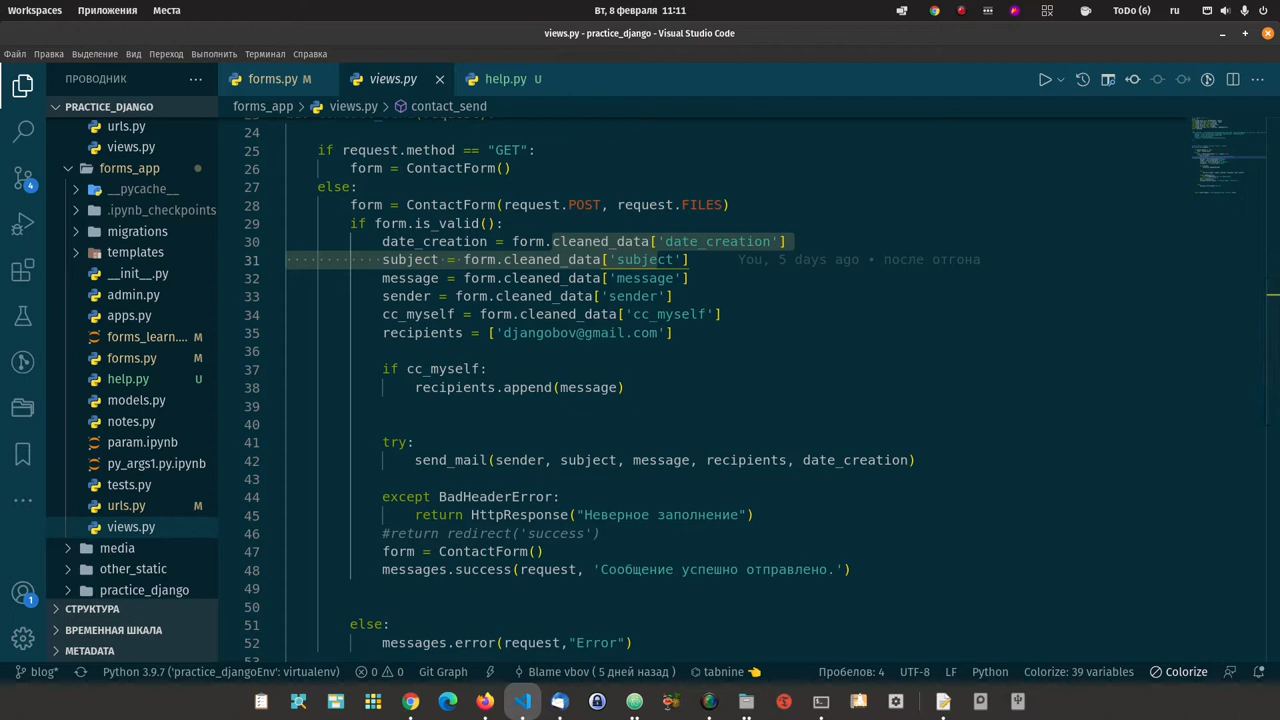 Workspaces Приложения Места
Вт, 8 февраля 11:11
ToDo (6) ru
views.py - practice_django - Visual Studio Code
Файл Правка Выделение Вид Переход Выполнить Терминал Справка
ПРОВОДНИК ···
forms.py M
views.py
help.py U
PRACTICE_DJANGO
forms_app > views.py > contact_send
urls.py
views.py
forms_app
__pycache__
.ipynb_checkpoints
migrations
templates
__init__.py
admin.py
apps.py
forms_learn.... M
forms.py M
help.py U
models.py
notes.py
param.ipynb
py_args1.py.ipynb
tests.py
urls.py M
views.py
media
other_static
practice_django
СТРУКТУРА
ВРЕМЕННАЯ ШКАЛА
METADATA
4
1
24
25 if request.method == "GET":
26 form = ContactForm()
27 else:
28 form = ContactForm(request.POST, request.FILES)
29 if form.is_valid():
30 date_creation = form.cleaned_data['date_creation']
31 subject = form.cleaned_data['subject'] You, 5 days ago • после отгона
32 message = form.cleaned_data['message']
33 sender = form.cleaned_data['sender']
34 cc_myself = form.cleaned_data['cc_myself']
35 recipients = ['djangobov@gmail.com']
36
37 if cc_myself:
38 recipients.append(message)
39
40
41 try:
42 send_mail(sender, subject, message, recipients, date_creation)
43
44 except BadHeaderError:
45 return HttpResponse("Неверное заполнение")
46 #return redirect('success')
47 form = ContactForm()
48 messages.success(request, 'Сообщение успешно отправлено.')
49
50
51 else:
52 messages.error(request,"Error")
blog* Python 3.9.7 ('practice_djangoEnv': virtualenv) 0 0 Git Graph Blame vbov ( 5 дней назад ) tabnine Пробелов: 4 UTF-8 LF Python Colorize: 39 variables Colorize